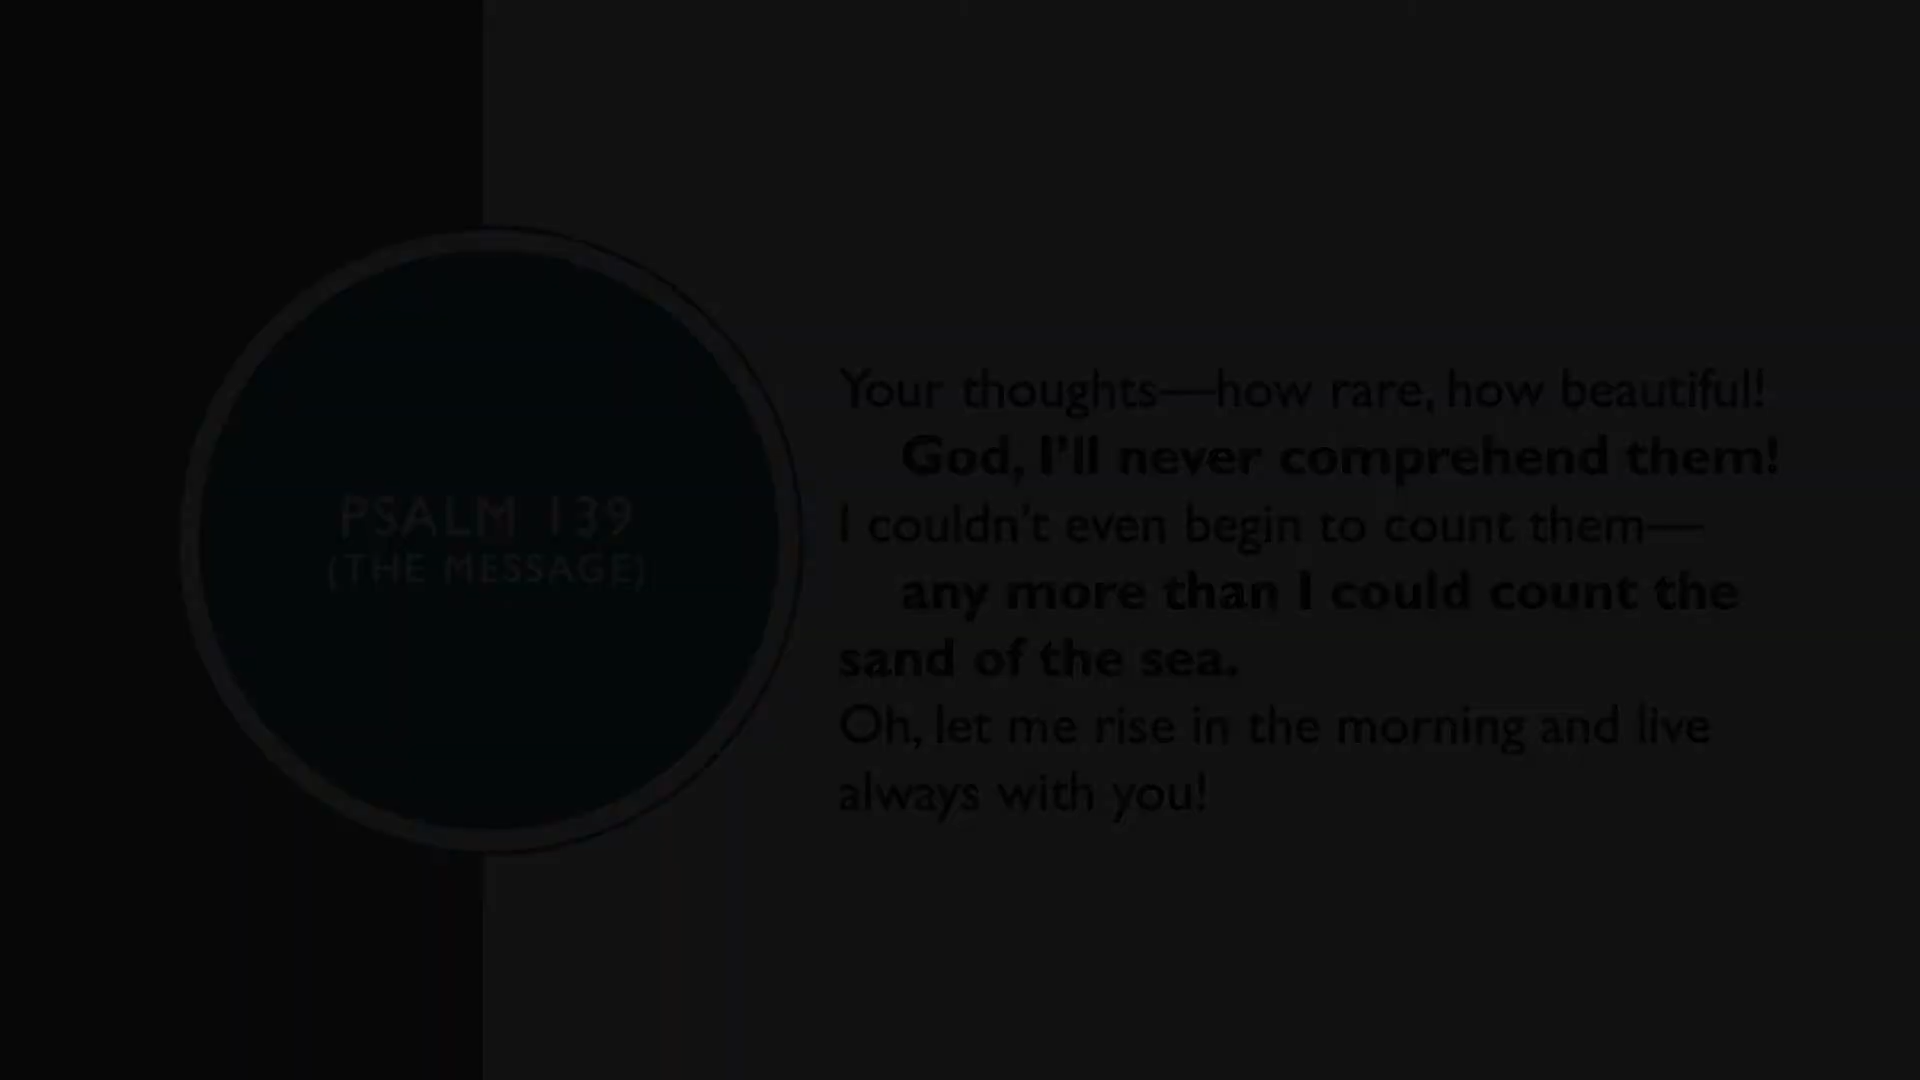 PSALM 139
(THE MESSAGE)
Your thoughts—how rare, how beautiful!
God, I'll never comprehend them!
I couldn't even begin to count them—
any more than I could count the
sand of the sea.
Oh, let me rise in the morning and live
always with you!